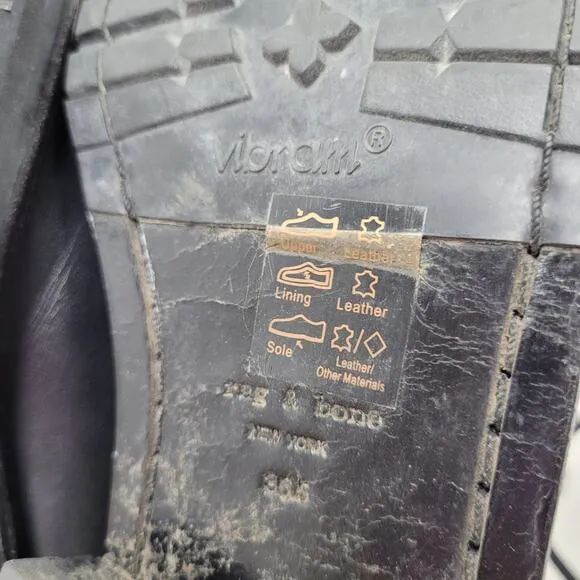 vibram®
Upper Leather
Lining Leather
Sole Leather/
Other Materials
rag & bone
NEW YORK